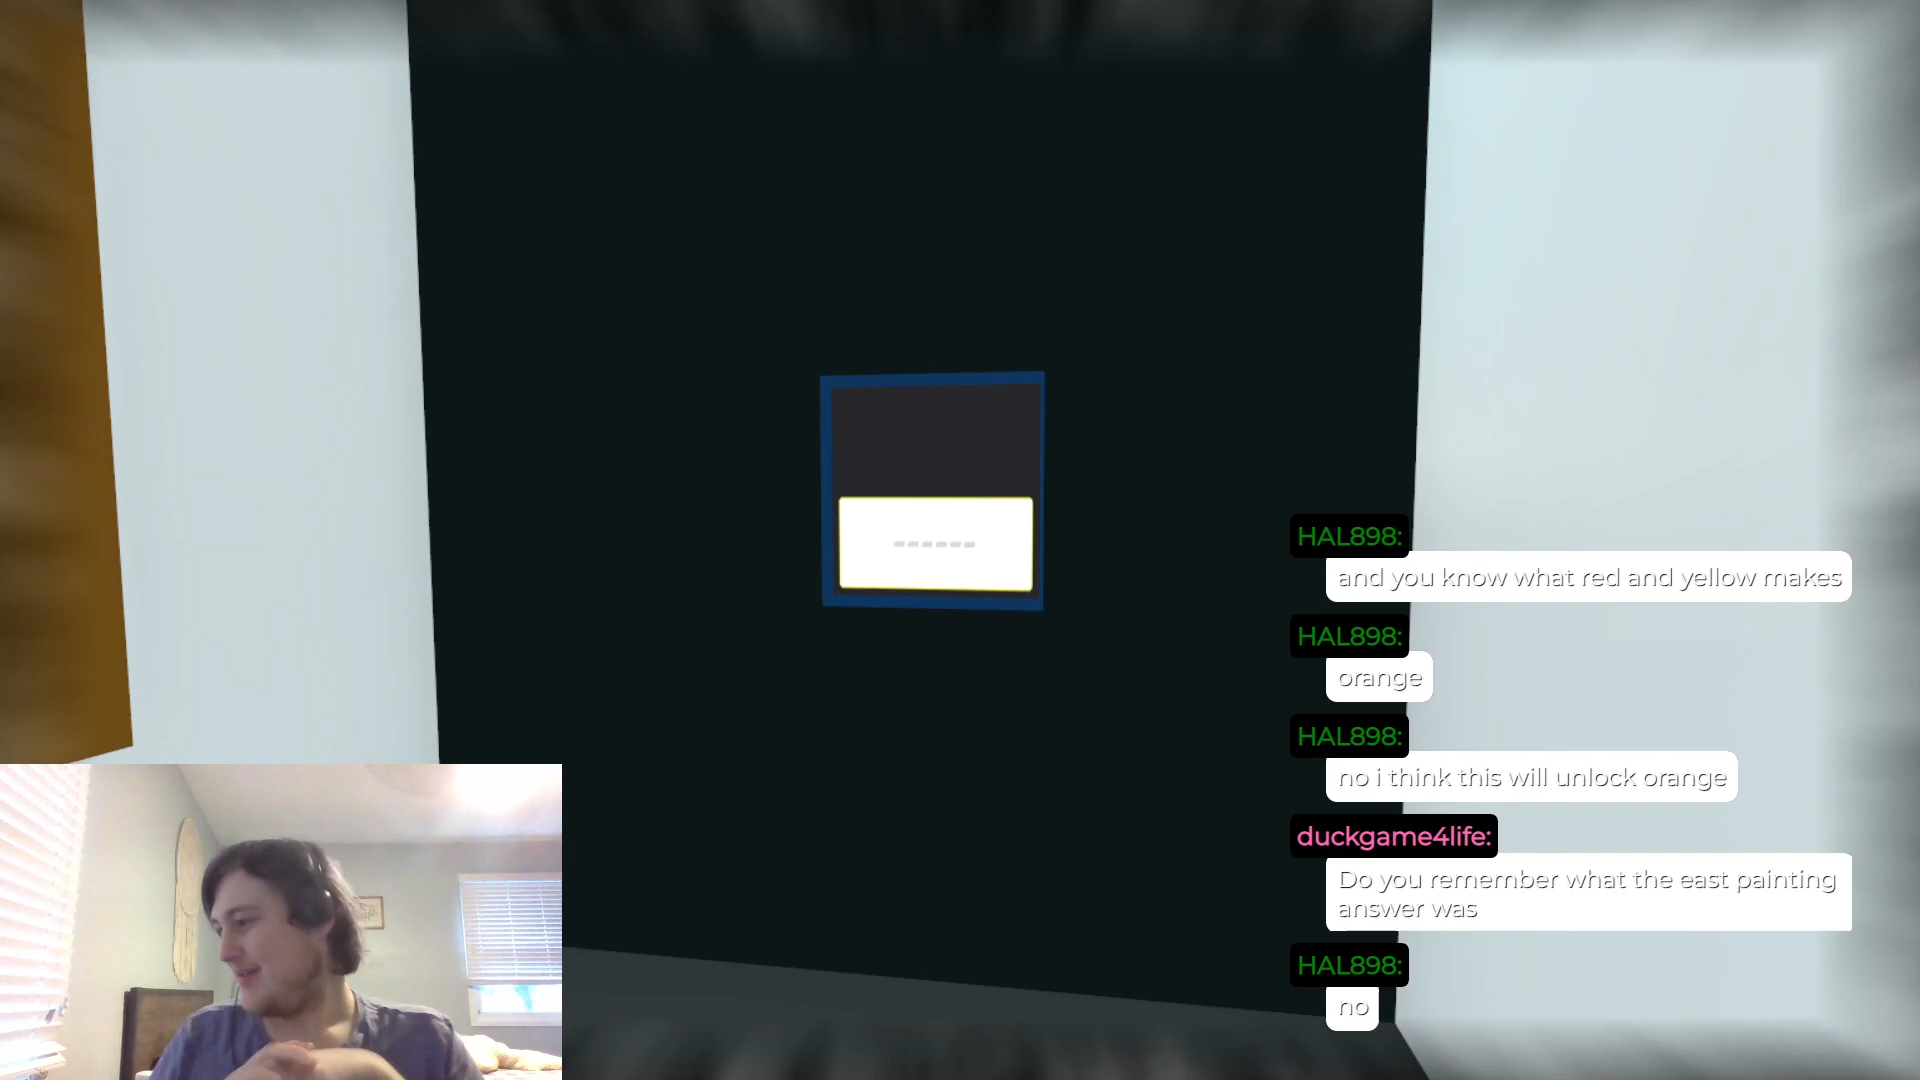 ------
HAL898:
and you know what red and yellow makes
HAL898:
orange
HAL898:
no i think this will unlock orange
duckgame4life:
Do you remember what the east painting
answer was
HAL898:
no